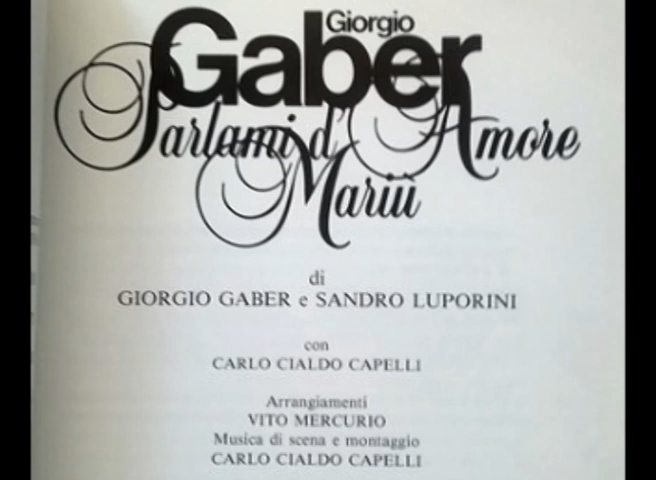 Giorgio
Gaber
Parlami d'Amore
Mariù
di
GIORGIO GABER e SANDRO LUPORINI
con
CARLO CIALDO CAPELLI
Arrangiamenti
VITO MERCURIO
Musica di scena e montaggio
CARLO CIALDO CAPELLI